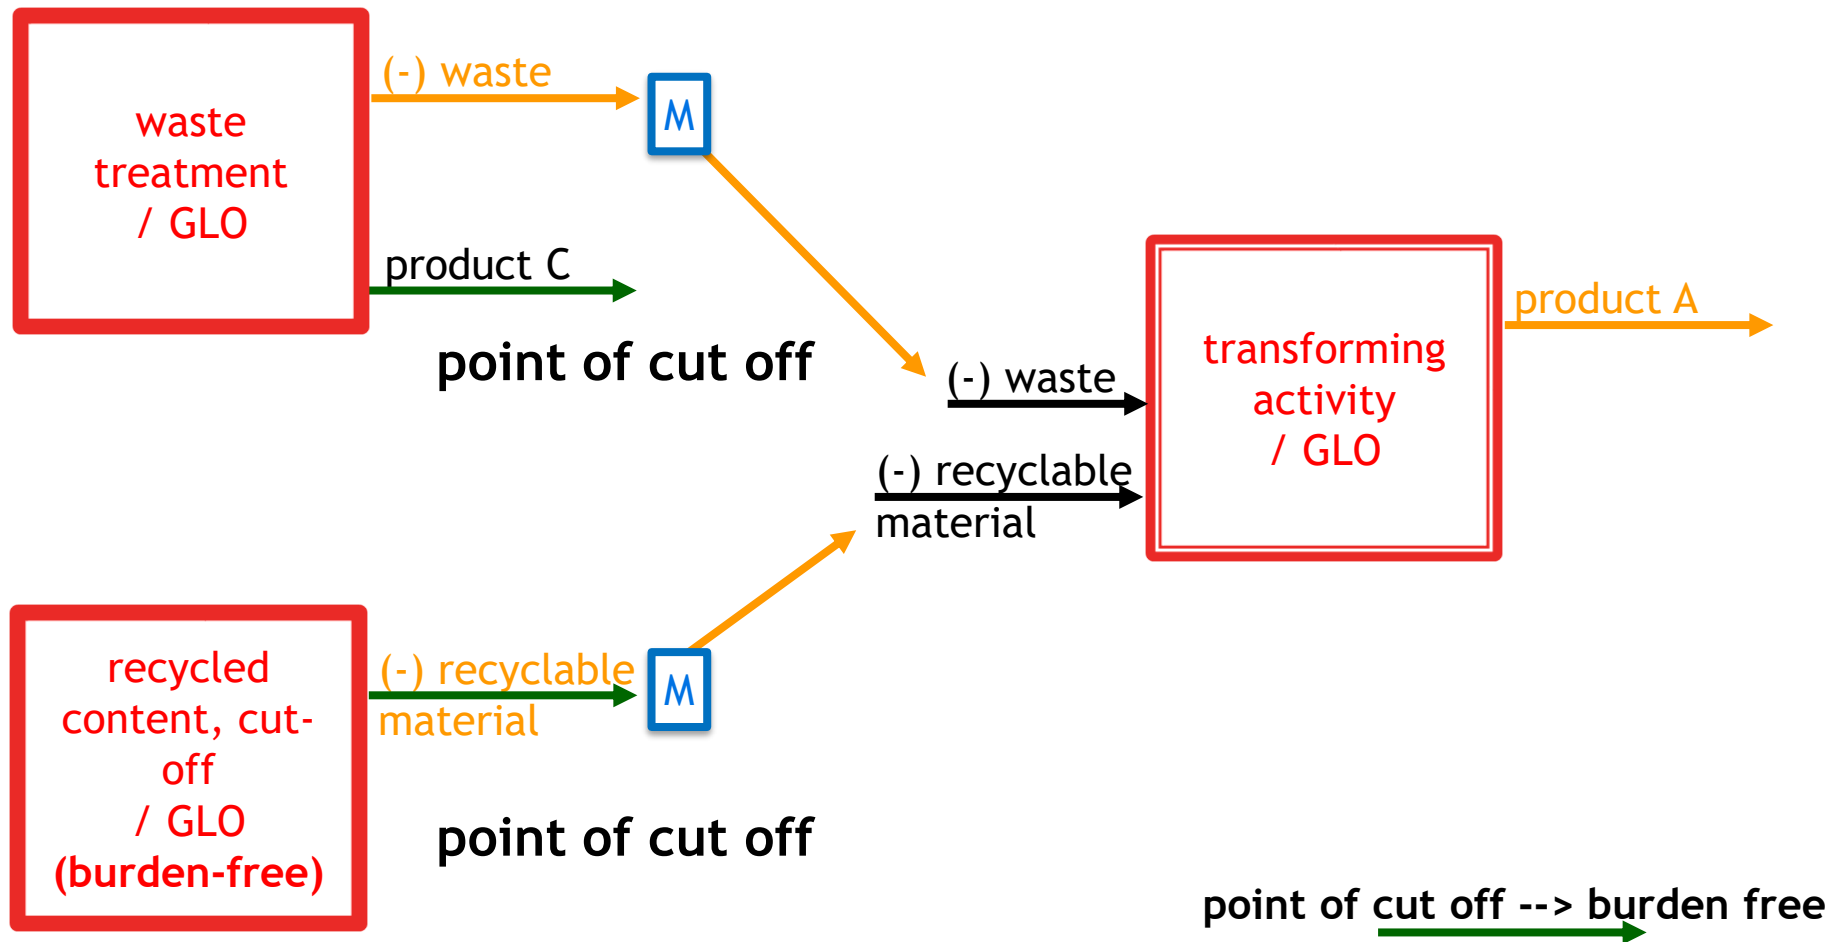 waste
treatment
/ GLO
(-) waste
M
product C
point of cut off
(-) waste
(-) recyclable
material
transforming
activity
/ GLO
product A
recycled
content, cut-
off
/ GLO
(burden-free)
(-) recyclable
material
M
point of cut off
point of cut off --> burden free